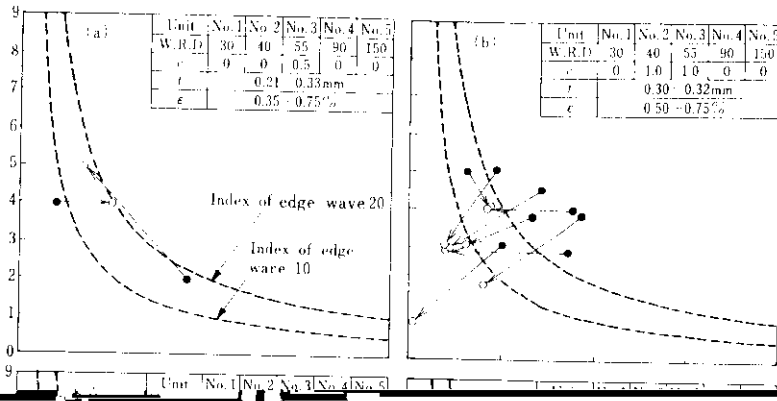 9
8
7
6
5
4
3
2
1
0
(a)
Unit No.1 No.2 No.3 No.4 No.5
W.R.D 30 40 55 90 150
c 0 0 0.5 0 0
t 0.21 0.33mm
ε 0.35-0.75%
Index of edge wave 20
Index of edge
wave 10
(b)
Unit No.1 No.2 No.3 No.4 No.5
W.R.D 30 40 55 90 150
c 0 1.0 1.0 0 0
t 0.30-0.32mm
ε 0.50-0.75%
9
Unit No.1 No.2 No.3 No.4 No.5